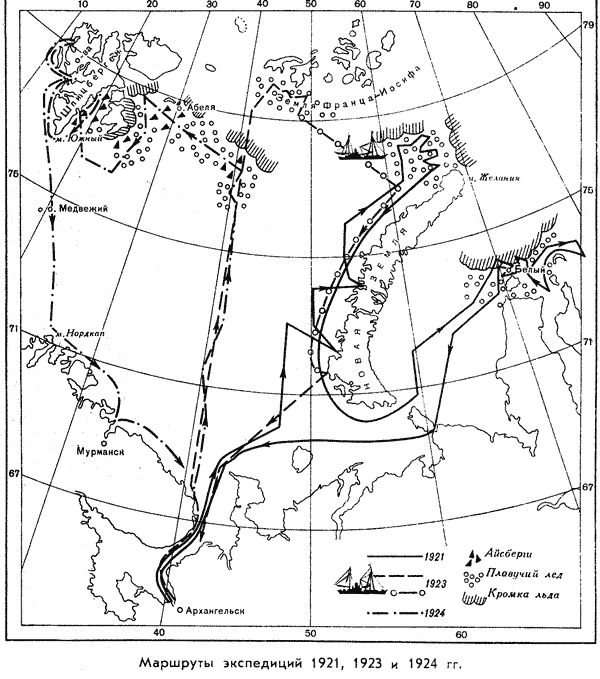 10 20 30 40 50 60 70 80 90
79
о-ва
Шпицберген
о. Абеля
Земля Франца-Иосифа
м. Южный
75
м. Желания
75
Медвежий
НОВАЯ ЗЕМЛЯ
Белый
71
м. Нордкап
71
Мурманск
67
67
1921
1923
1924
Айсберги
Плавучий лед
Кромка льда
Архангельск
40 50 60
Маршруты экспедиций 1921, 1923 и 1924 гг.